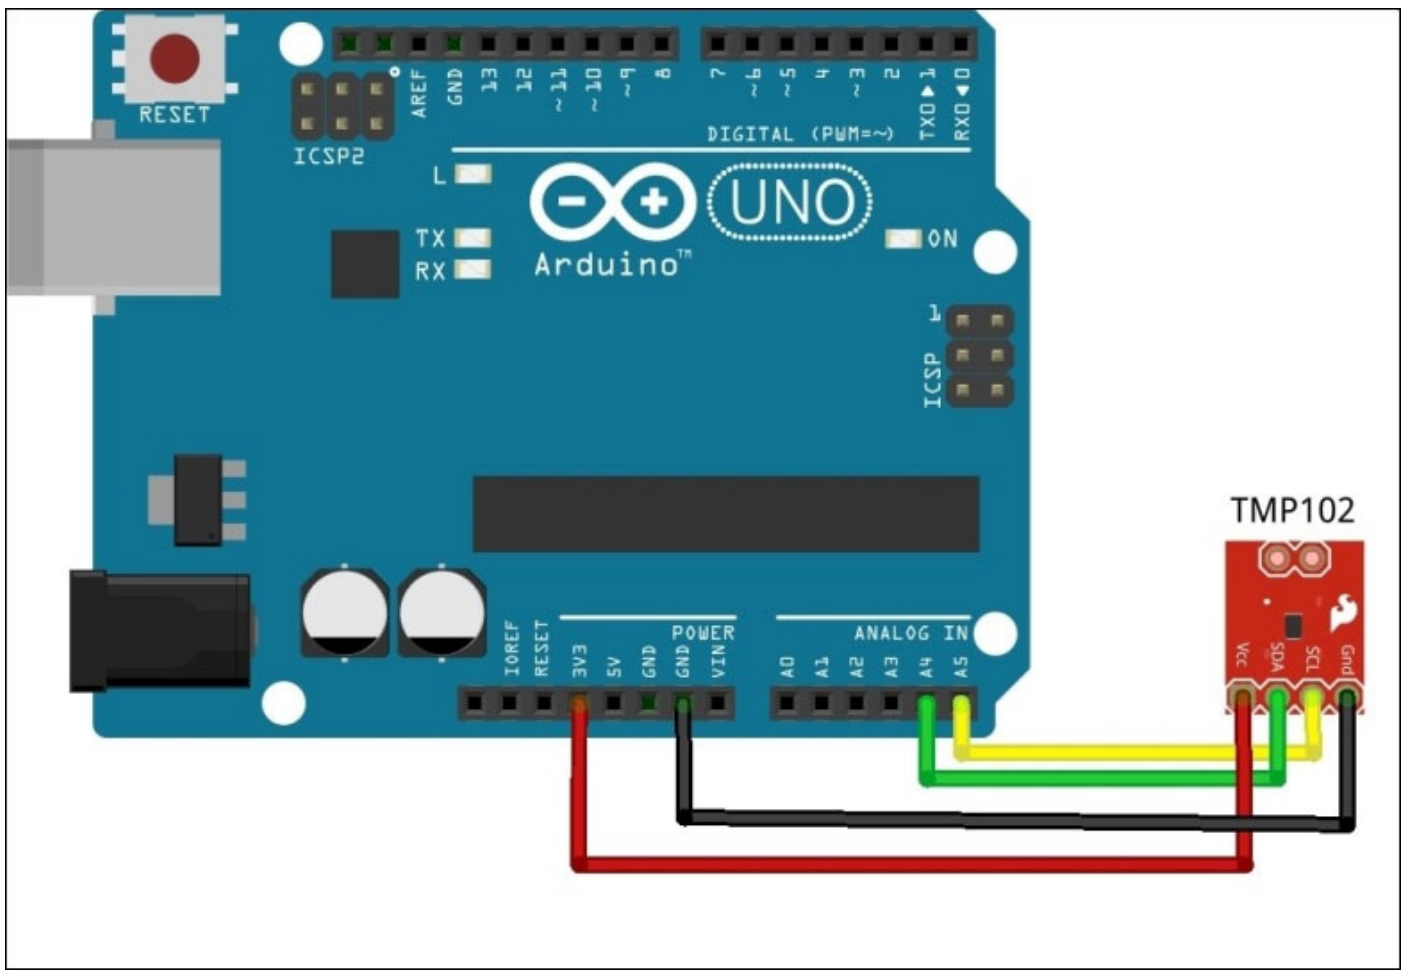 RESET
ICSP2
AREF
GND
13
12
~11
~10
~9
8
7
~6
~5
4
~3
2
TXO▶1
RXO◀0
DIGITAL (PWM=~)
L
TX
RX
UNO
Arduino™
ON
1
ICSP
TMP102
Vcc
SDA
SCL
Gnd
POWER
ANALOG IN
IOREF
RESET
3V3
5V
GND
GND
VIN
A0
A1
A2
A3
A4
A5